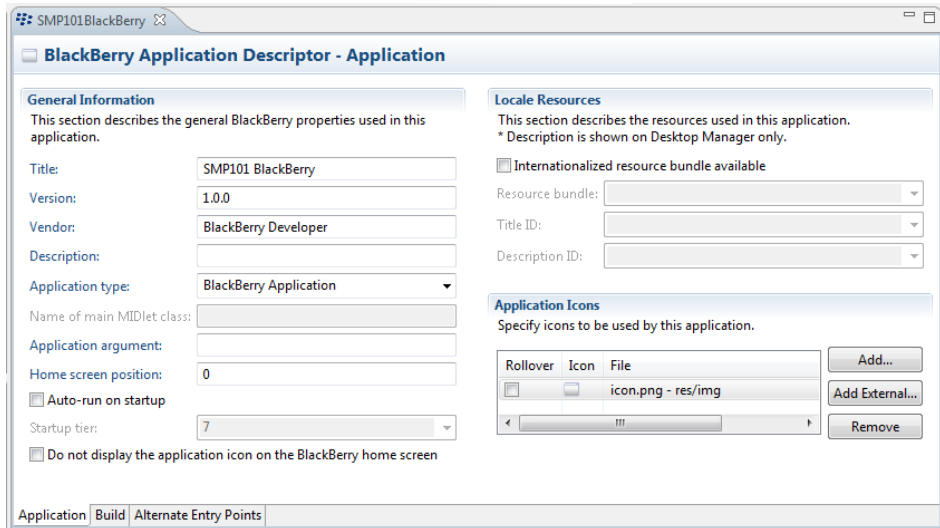 SMP101BlackBerry
BlackBerry Application Descriptor - Application
General Information
This section describes the general BlackBerry properties used in this
application.
Title: SMP101 BlackBerry
Version: 1.0.0
Vendor: BlackBerry Developer
Description:
Application type: BlackBerry Application
Name of main MIDlet class:
Application argument:
Home screen position: 0
Auto-run on startup
Startup tier: 7
Do not display the application icon on the BlackBerry home screen
Locale Resources
This section describes the resources used in this application.
* Description is shown on Desktop Manager only.
Internationalized resource bundle available
Resource bundle:
Title ID:
Description ID:
Application Icons
Specify icons to be used by this application.
Rollover Icon File
icon.png - res/img
Add...
Add External...
Remove
Application Build Alternate Entry Points